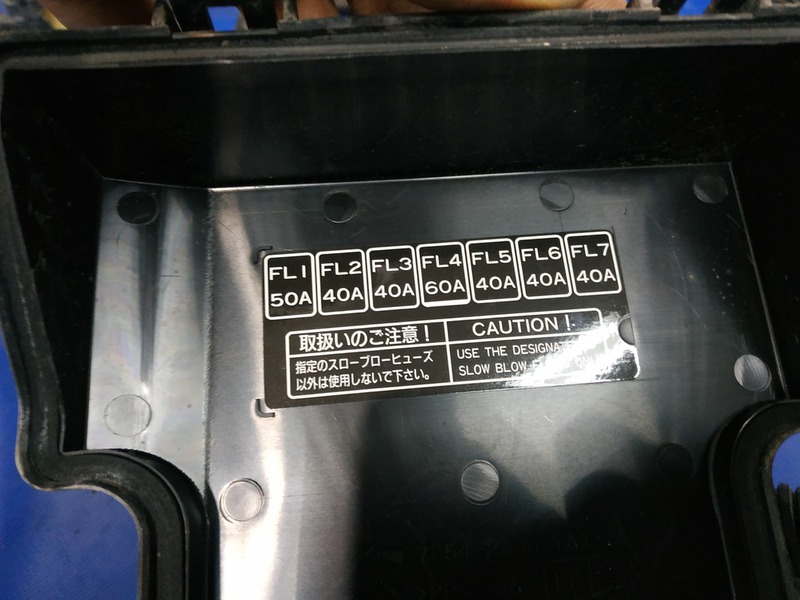 FL1 FL2 FL3 FL4 FL5 FL6 FL7
50A 40A 40A 60A 40A 40A 40A
取扱いのご注意!
指定のスローブローヒューズ
以外は使用しないで下さい。
CAUTION!
USE THE DESIGNATED
SLOW BLOW ONLY